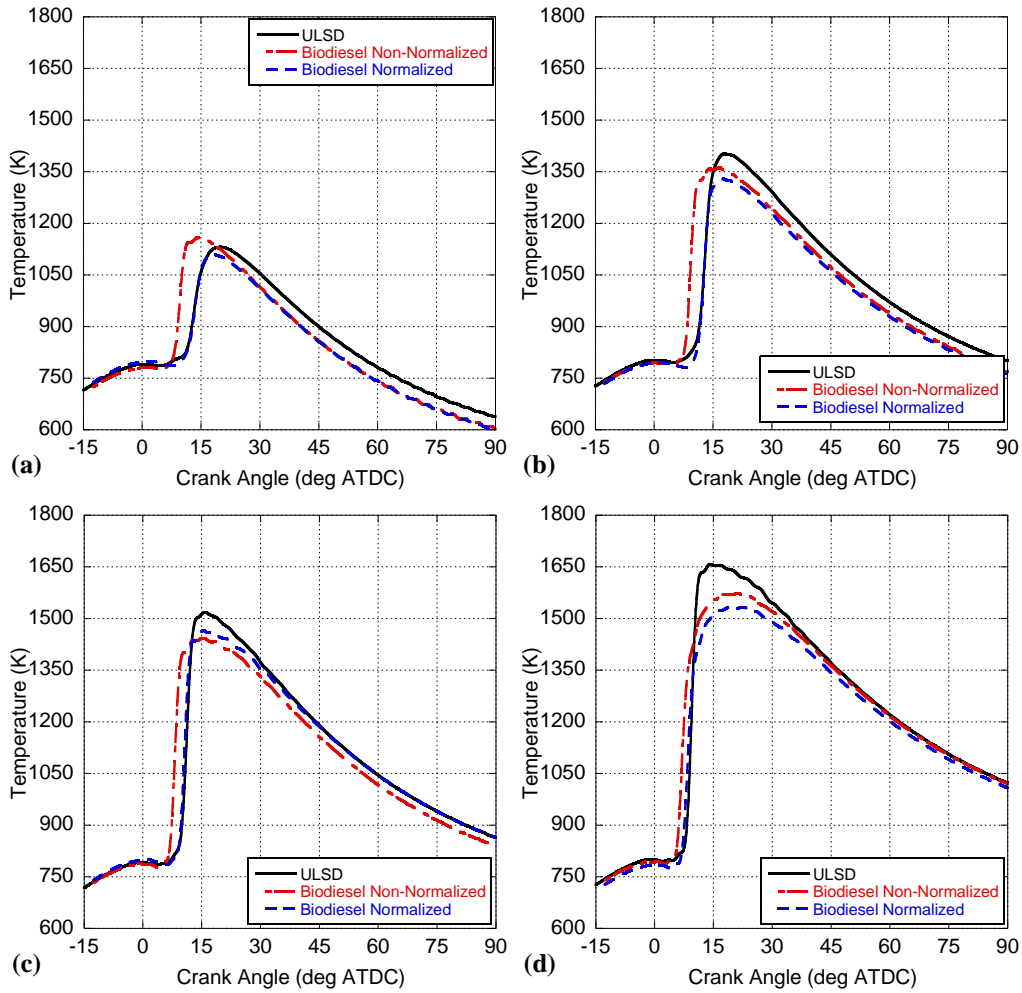 1800
1650
1500
1350
1200
1050
900
750
600
Temperature (K)
-15 0 15 30 45 60 75 90
Crank Angle (deg ATDC)
ULSD
Biodiesel Non-Normalized
Biodiesel Normalized
(a)
1800
1650
1500
1350
1200
1050
900
750
600
Temperature (K)
-15 0 15 30 45 60 75 90
Crank Angle (deg ATDC)
ULSD
Biodiesel Non-Normalized
Biodiesel Normalized
(b)
1800
1650
1500
1350
1200
1050
900
750
600
Temperature (K)
-15 0 15 30 45 60 75 90
Crank Angle (deg ATDC)
ULSD
Biodiesel Non-Normalized
Biodiesel Normalized
(c)
1800
1650
1500
1350
1200
1050
900
750
600
Temperature (K)
-15 0 15 30 45 60 75 90
Crank Angle (deg ATDC)
ULSD
Biodiesel Non-Normalized
Biodiesel Normalized
(d)